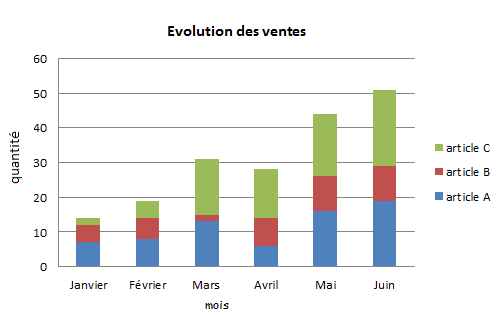 Evolution des ventes
quantité
60
50
40
30
20
10
0
Janvier Février Mars Avril Mai Juin
mois
article C
article B
article A